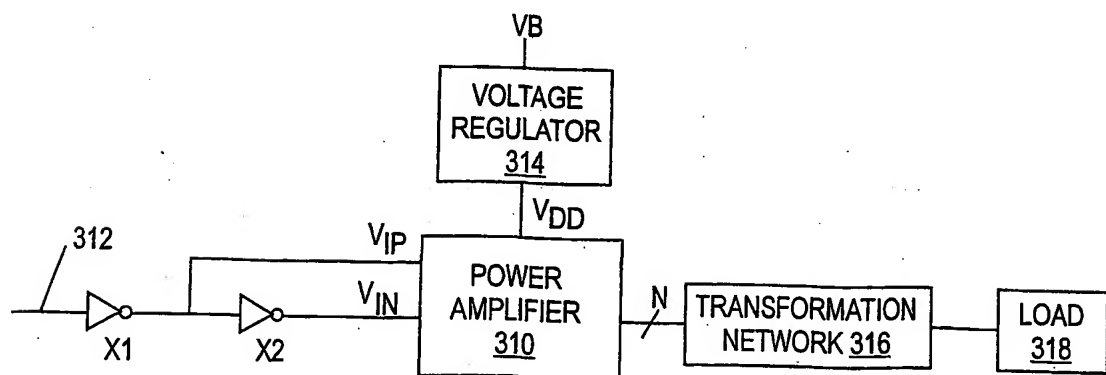 VB
VOLTAGE
REGULATOR
314
VDD
312
VIP
VIN
X1
X2
POWER
AMPLIFIER
310
N
TRANSFORMATION
NETWORK 316
LOAD
318